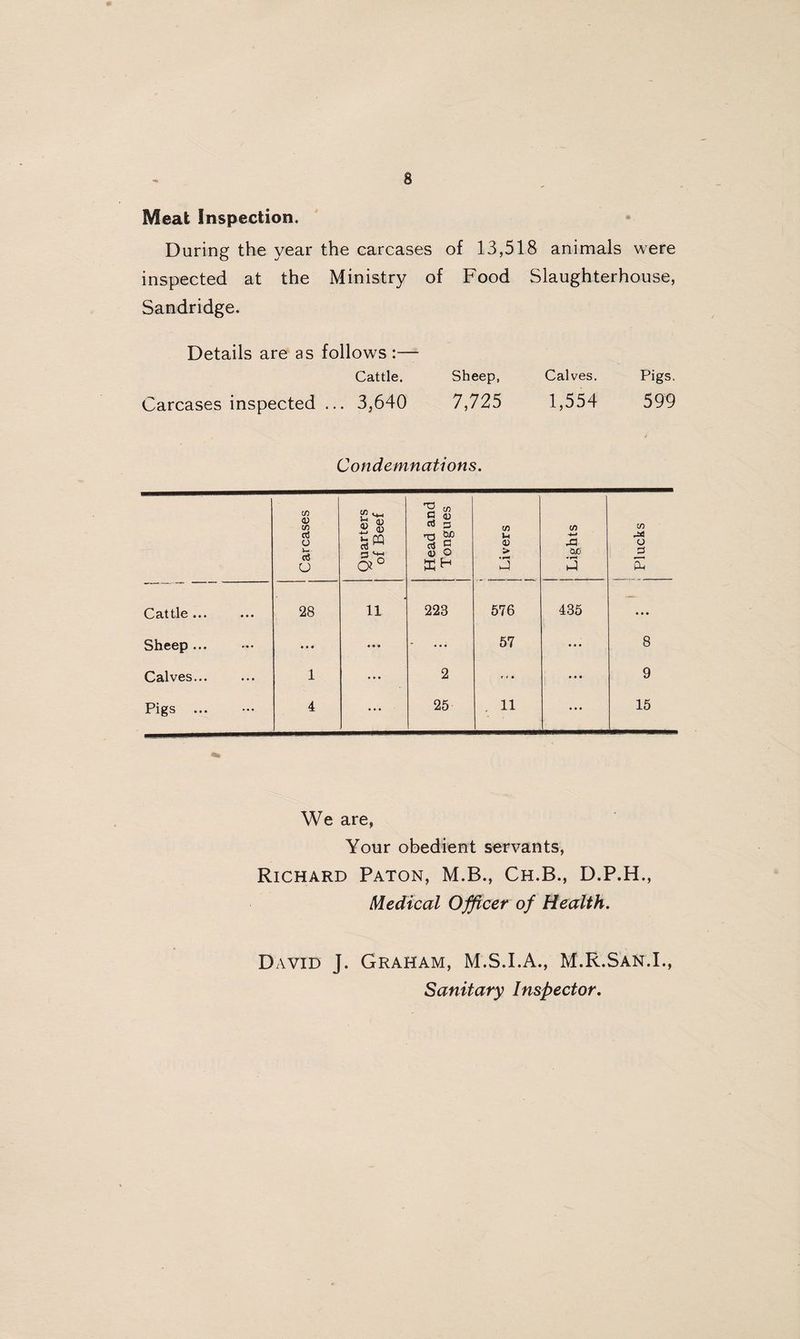 8
Meat Inspection.
During the year the carcases of 13,518 animals were
inspected at the Ministry of Food Slaughterhouse,
Sandridge.
Details are as follows :—
Cattle. Sheep, Calves. Pigs.
Carcases inspected ... 3,640 7,725 1,554 599
Condemnations.
Carcases Quarters of Beef Head and Tongues Livers Lights Plucks
Cattle ... ... 28 11 223 576 435 ...
Sheep ... ... ... ... ... 57 ... 8
Calves... ... 1 ... 2 ... ... 9
Pigs ... ... 4 ... 25 11 ... 15
We are,
Your obedient servants,
RICHARD PATON, M.B., CH.B., D.P.H.,
Medical Officer of Health.
DAVID J. GRAHAM, M.S.I.A., M.R.SAN.I.,
Sanitary Inspector.